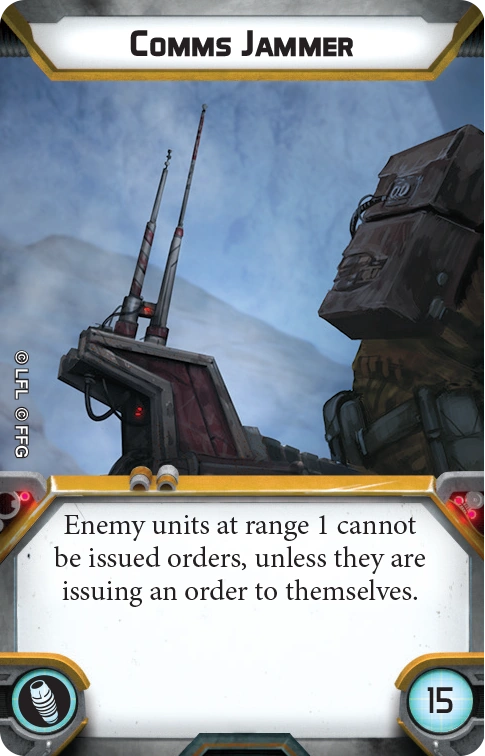 Comms Jammer
© LFL © FFG
Enemy units at range 1 cannot
be issued orders, unless they are
issuing an order to themselves.
15